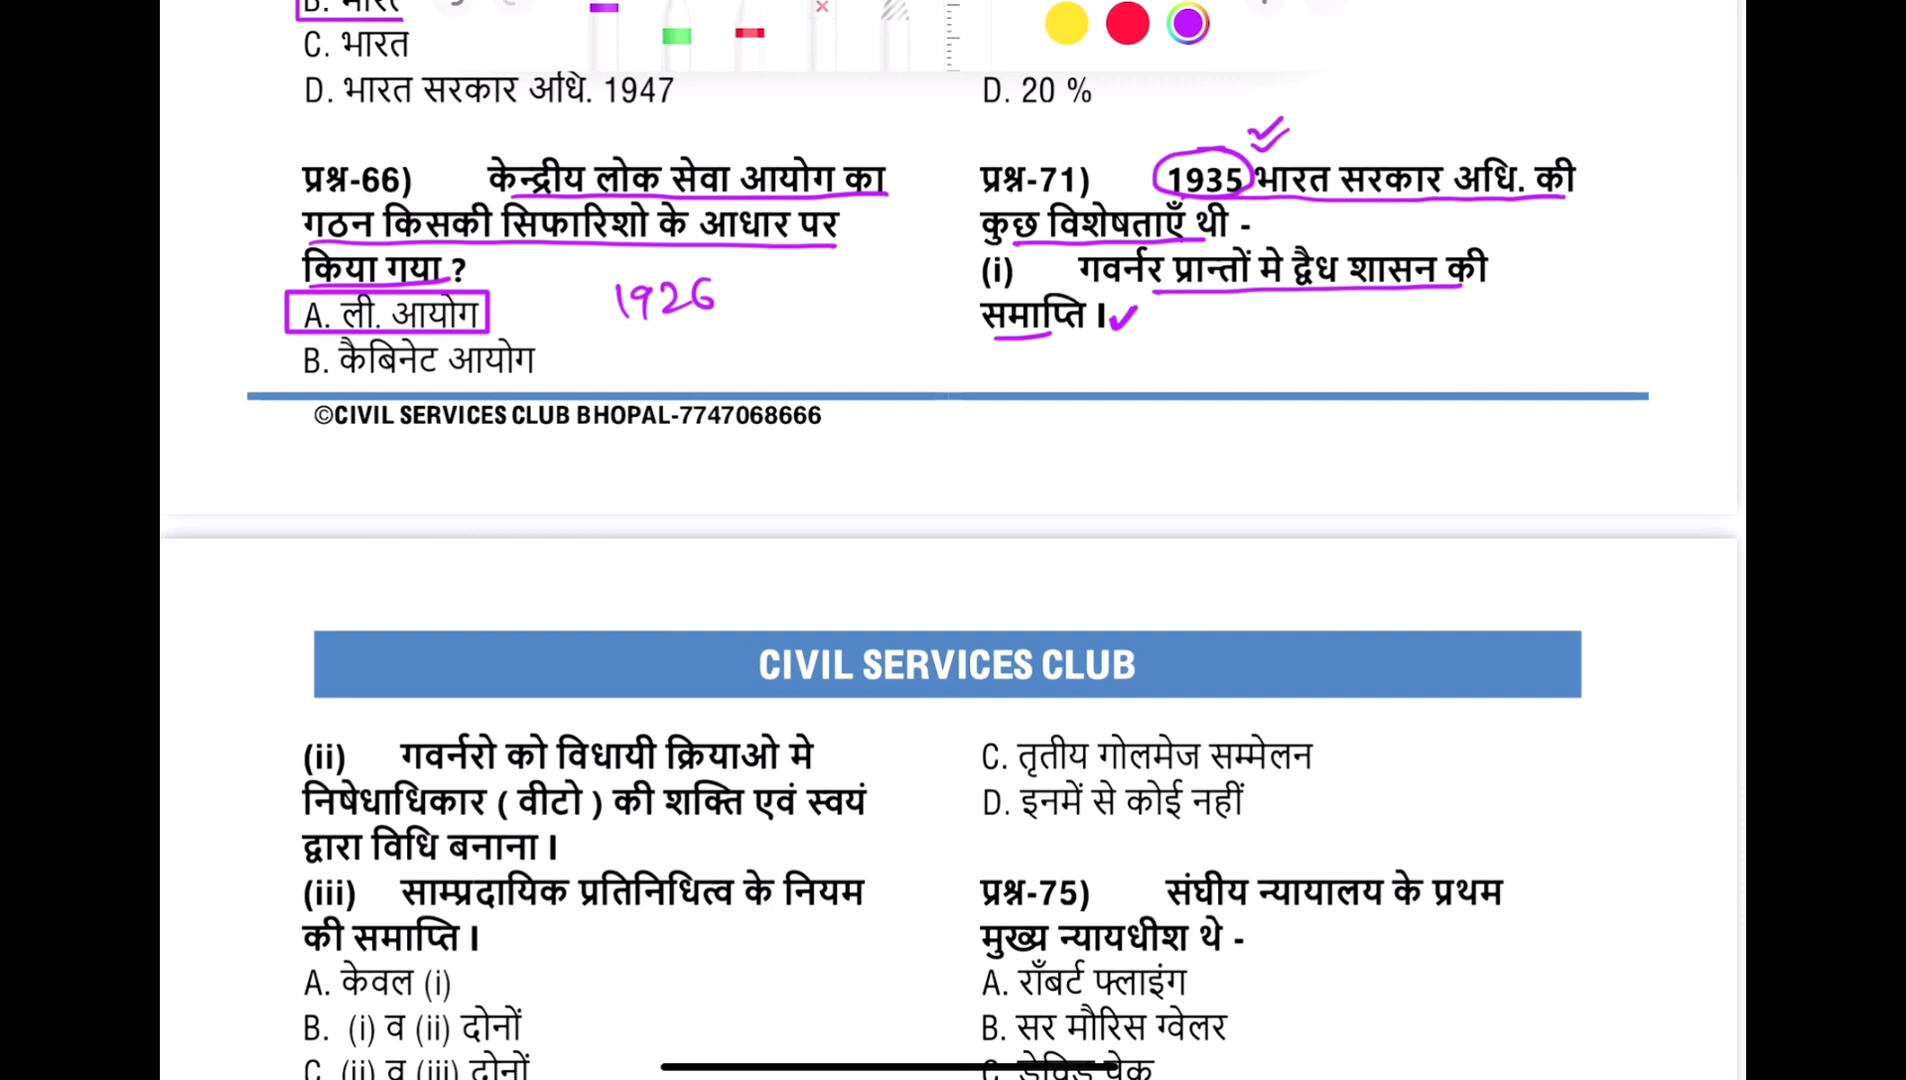 C. भारत
D. भारत सरकार अधि. 1947
प्रश्न-66) केन्द्रीय लोक सेवा आयोग का
गठन किसकी सिफारिशो के आधार पर
किया गया ?
A. ली. आयोग
1926
B. कैबिनेट आयोग
D. 20 %
प्रश्न-71) 1935 भारत सरकार अधि. की
कुछ विशेषताएँ थी -
(i) गवर्नर प्रान्तों मे द्वैध शासन की
समाप्ति I
©CIVIL SERVICES CLUB BHOPAL-7747068666
CIVIL SERVICES CLUB
(ii) गवर्नरो को विधायी क्रियाओ मे
निषेधाधिकार ( वीटो ) की शक्ति एवं स्वयं
द्वारा विधि बनाना I
(iii) साम्प्रदायिक प्रतिनिधित्व के नियम
की समाप्ति I
A. केवल (i)
B. (i) व (ii) दोनों
C. (ii) व (iii) दोनों
C. तृतीय गोलमेज सम्मेलन
D. इनमें से कोई नहीं
प्रश्न-75) संघीय न्यायालय के प्रथम
मुख्य न्यायधीश थे -
A. राँबर्ट फ्लाइंग
B. सर मौरिस ग्वेलर